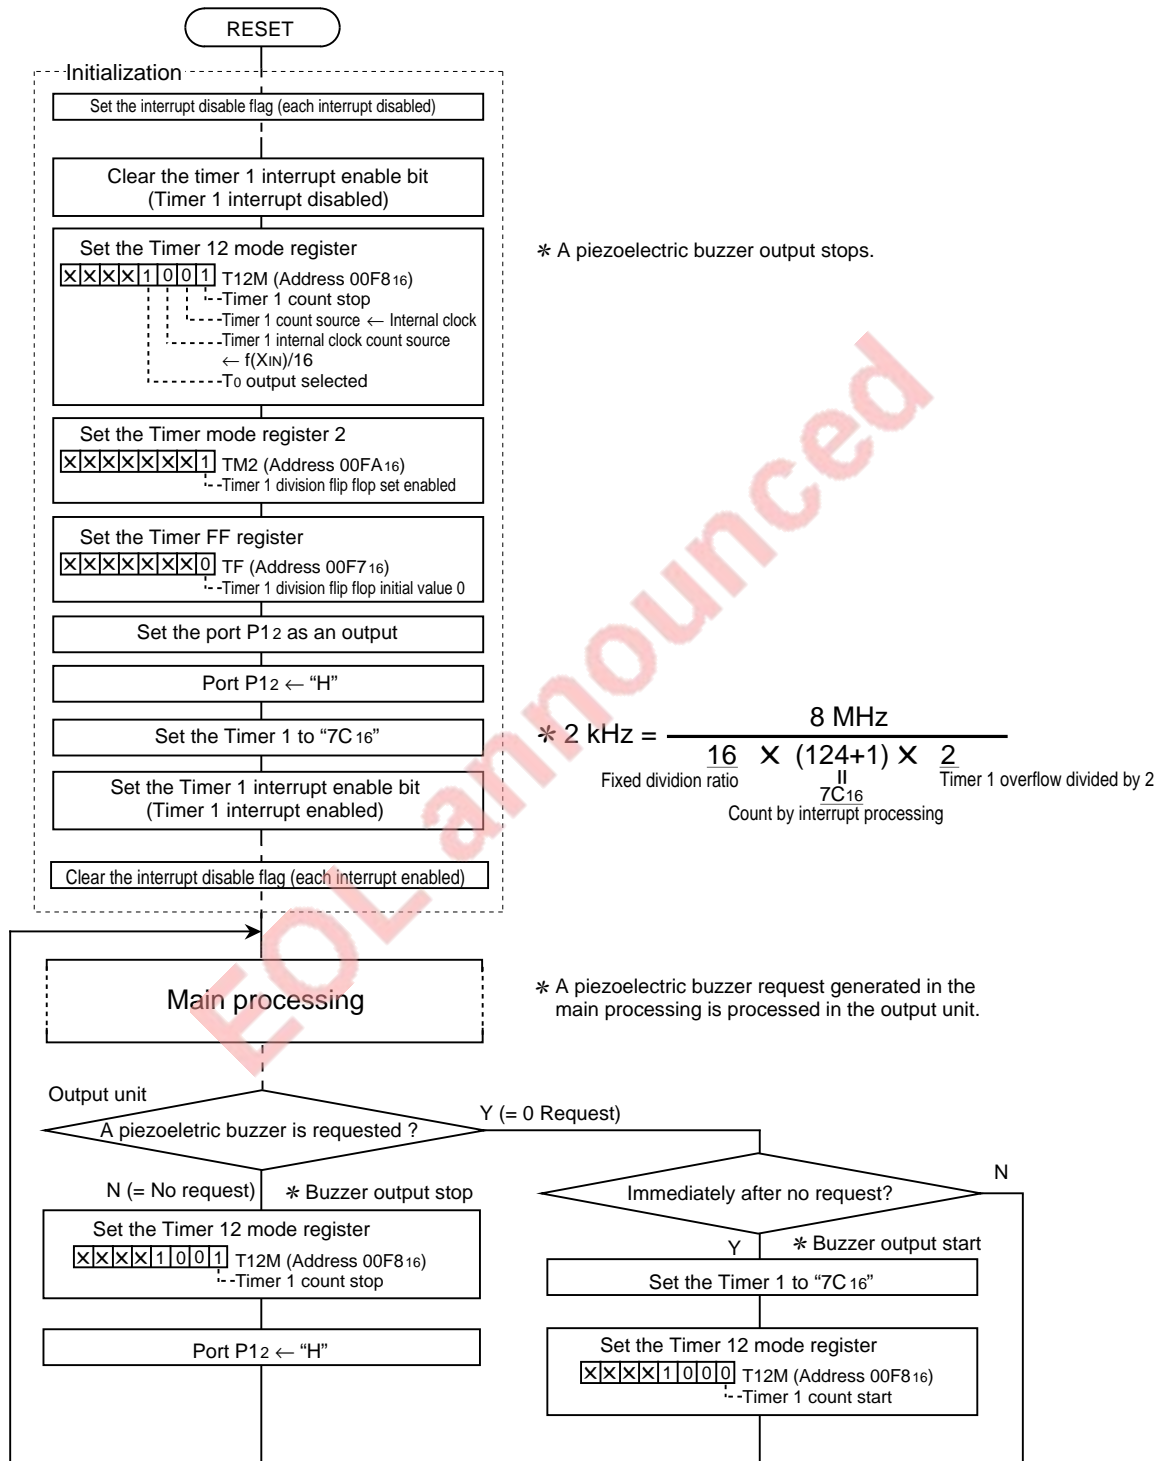 RESET
Initialization
Set the interrupt disable flag (each interrupt disabled)
Clear the timer 1 interrupt enable bit
(Timer 1 interrupt disabled)
Set the Timer 12 mode register
✕✕✕✕1001 T12M (Address 00F816)
Timer 1 count stop
Timer 1 count source ← Internal clock
Timer 1 internal clock count source
← f(XIN)/16
T0 output selected
* A piezoelectric buzzer output stops.
Set the Timer mode register 2
✕✕✕✕✕✕✕1 TM2 (Address 00FA16)
Timer 1 division flip flop set enabled
Set the Timer FF register
✕✕✕✕✕✕✕0 TF (Address 00F716)
Timer 1 division flip flop initial value 0
Set the port P12 as an output
Port P12 ← “H”
Set the Timer 1 to “7C16”
* 2 kHz = 8 MHz
16 ✕ (124+1) ✕ 2
Fixed dividion ratio
Timer 1 overflow divided by 2
=
7C16
Count by interrupt processing
Set the Timer 1 interrupt enable bit
(Timer 1 interrupt enabled)
Clear the interrupt disable flag (each interrupt enabled)
EOL announced
Main processing
* A piezoelectric buzzer request generated in the
main processing is processed in the output unit.
Output unit
A piezoeletric buzzer is requested ?
Y (= 0 Request)
N (= No request)
* Buzzer output stop
Set the Timer 12 mode register
✕✕✕✕1001 T12M (Address 00F816)
Timer 1 count stop
Port P12 ← “H”
Immediately after no request?
N
Y
* Buzzer output start
Set the Timer 1 to “7C16”
Set the Timer 12 mode register
✕✕✕✕1000 T12M (Address 00F816)
Timer 1 count start